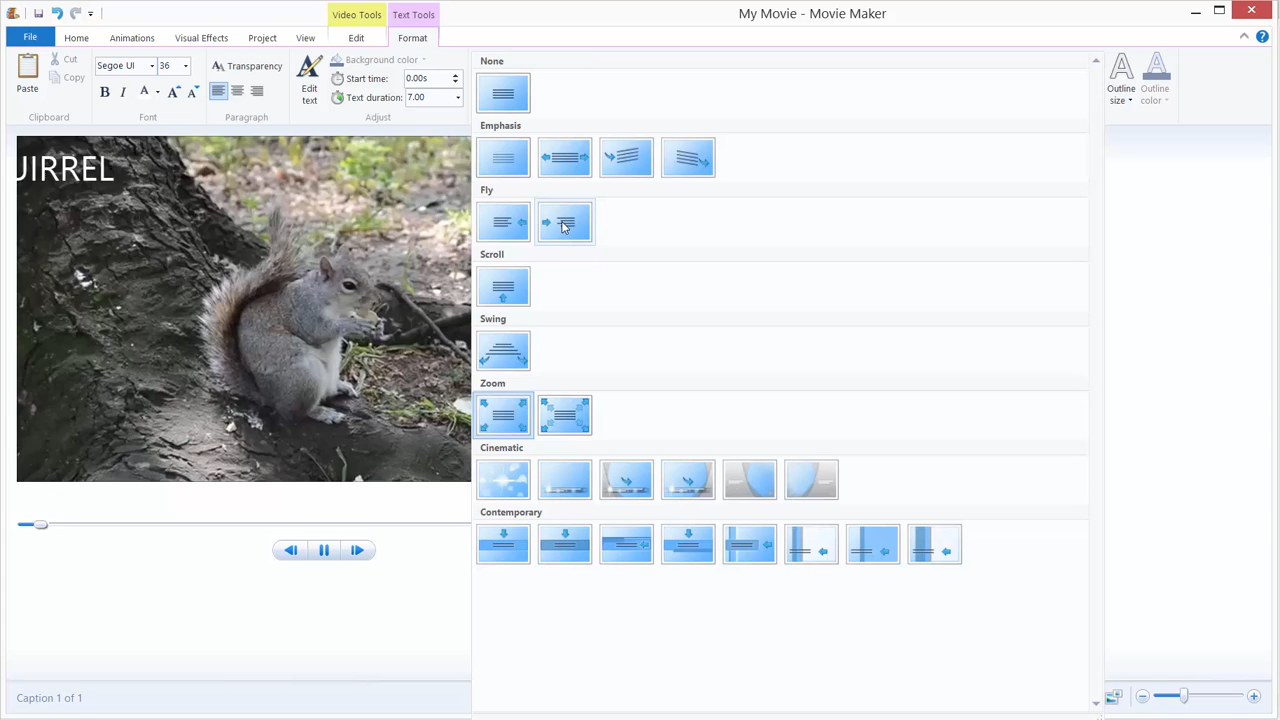 Video Tools Text Tools My Movie - Movie Maker
File Home Animations Visual Effects Project View Edit Format
Paste
Cut
Copy
Clipboard
Segoe UI 36
B I A A A
Font
Transparency
Paragraph
Edit
text
Background color
Start time: 0.00s
Text duration: 7.00
Adjust
Outline
size
Outline
color
None
Emphasis
Fly
Scroll
Swing
Zoom
Cinematic
Contemporary
UIRREL
Caption 1 of 1